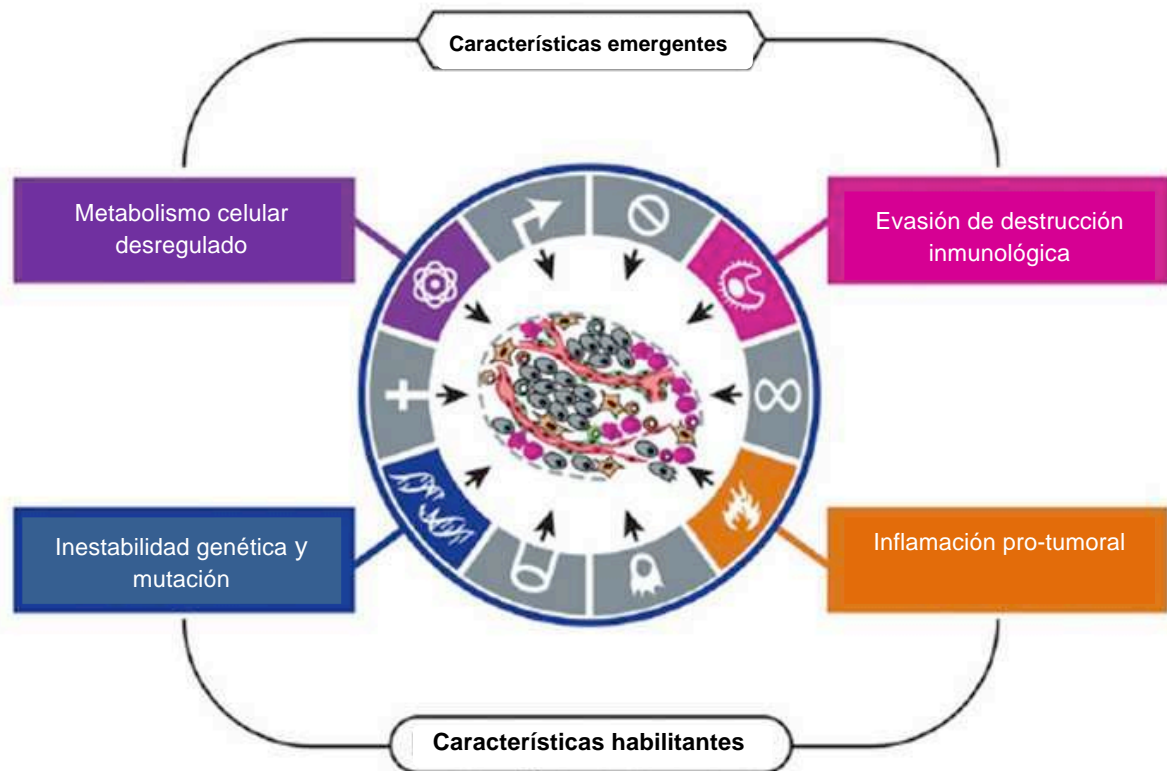 Características emergentes
Metabolismo celular
desregulado
Evasión de destrucción
inmunológica
Inestabilidad genética y
mutación
Inflamación pro-tumoral
Características habilitantes